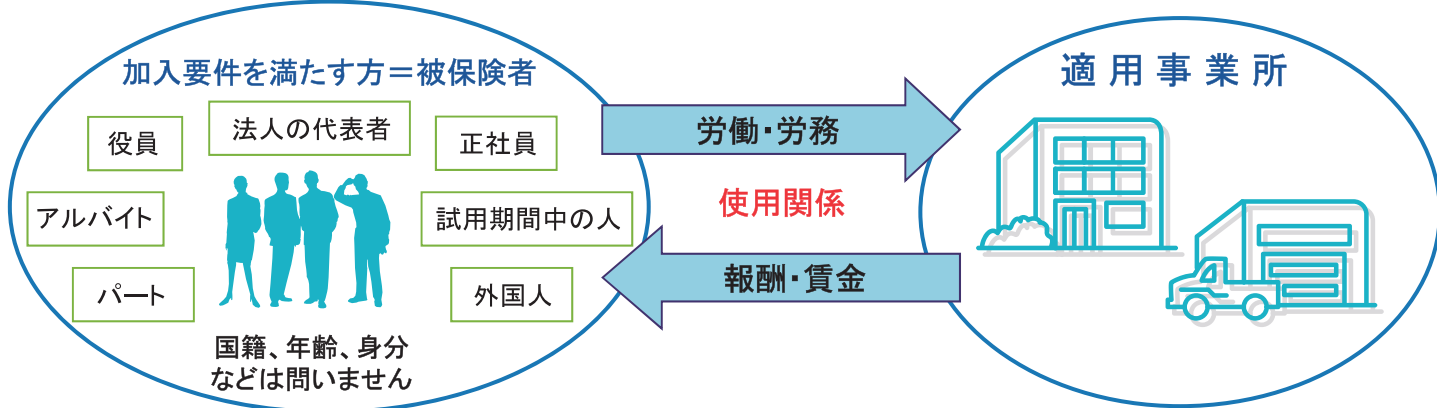 加入要件を満たす方＝被保険者
法人の代表者
役員
正社員
アルバイト
試用期間中の人
パート
外国人
国籍、年齢、身分
などは問いません
労働・労務
使用関係
報酬・賃金
適用事業所